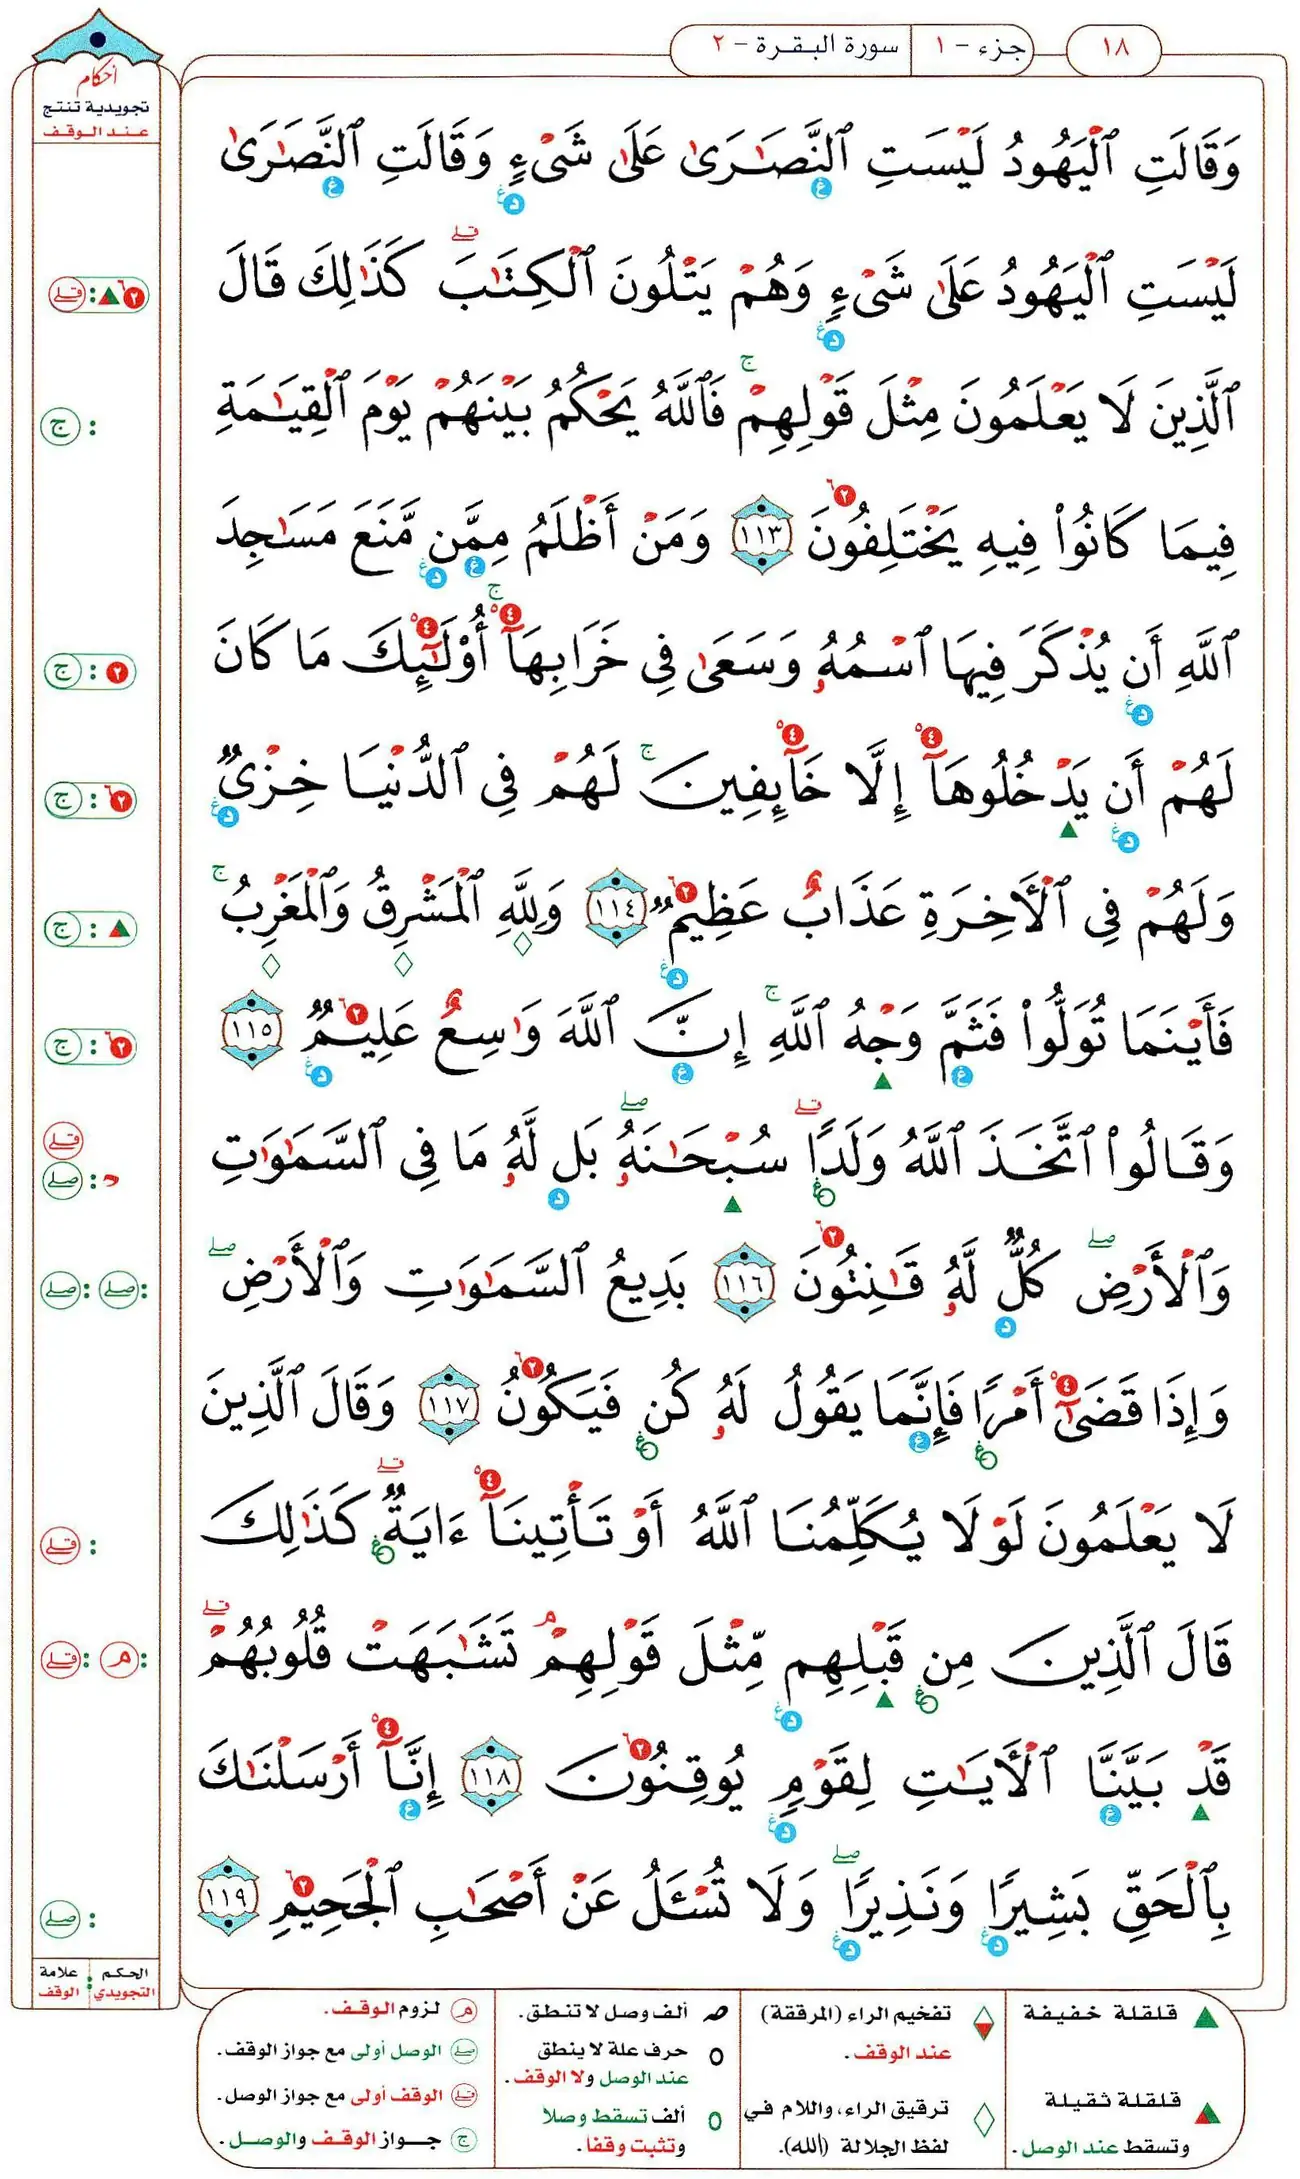 ١٨
جزء - ١
سورة البقرة - ٢
أحكام
تجويدية تنتج
عند الوقف
وَقَالَتِ ٱلْيَهُودُ لَيْسَتِ ٱلنَّصَـٰرَىٰ عَلَىٰ شَىْءٍ وَقَالَتِ ٱلنَّصَـٰرَىٰ
لَيْسَتِ ٱلْيَهُودُ عَلَىٰ شَىْءٍ وَهُمْ يَتْلُونَ ٱلْكِتَـٰبَ ۗ كَذَٰلِكَ قَالَ
ٱلَّذِينَ لَا يَعْلَمُونَ مِثْلَ قَوْلِهِمْ ۚ فَٱللَّهُ يَحْكُمُ بَيْنَهُمْ يَوْمَ ٱلْقِيَـٰمَةِ
فِيمَا كَانُوا۟ فِيهِ يَخْتَلِفُونَ ١١٣ وَمَنْ أَظْلَمُ مِمَّن مَّنَعَ مَسَـٰجِدَ
ٱللَّهِ أَن يُذْكَرَ فِيهَا ٱسْمُهُۥ وَسَعَىٰ فِى خَرَابِهَآ ۚ أُو۟لَـٰٓئِكَ مَا كَانَ
لَهُمْ أَن يَدْخُلُوهَآ إِلَّا خَآئِفِينَ ۚ لَهُمْ فِى ٱلدُّنْيَا خِزْىٌ
وَلَهُمْ فِى ٱلْـَٔاخِرَةِ عَذَابٌ عَظِيمٌ ١١٤ وَلِلَّهِ ٱلْمَشْرِقُ وَٱلْمَغْرِبُ ۚ
فَأَيْنَمَا تُوَلُّوا۟ فَثَمَّ وَجْهُ ٱللَّهِ ۚ إِنَّ ٱللَّهَ وَٰسِعٌ عَلِيمٌ ١١٥
وَقَالُوا۟ ٱتَّخَذَ ٱللَّهُ وَلَدًا ۗ سُبْحَـٰنَهُۥ ۖ بَل لَّهُۥ مَا فِى ٱلسَّمَـٰوَٰتِ
وَٱلْأَرْضِ ۖ كُلٌّ لَّهُۥ قَـٰنِتُونَ ١١٦ بَدِيعُ ٱلسَّمَـٰوَٰتِ وَٱلْأَرْضِ ۖ
وَإِذَا قَضَىٰٓ أَمْرًا فَإِنَّمَا يَقُولُ لَهُۥ كُن فَيَكُونُ ١١٧ وَقَالَ ٱلَّذِينَ
لَا يَعْلَمُونَ لَوْلَا يُكَلِّمُنَا ٱللَّهُ أَوْ تَأْتِينَآ ءَايَةٌ ۗ كَذَٰلِكَ
قَالَ ٱلَّذِينَ مِن قَبْلِهِم مِّثْلَ قَوْلِهِمْ ۘ تَشَـٰبَهَتْ قُلُوبُهُمْ ۗ
قَدْ بَيَّنَّا ٱلْـَٔايَـٰتِ لِقَوْمٍ يُوقِنُونَ ١١٨ إِنَّآ أَرْسَلْنَـٰكَ
بِٱلْحَقِّ بَشِيرًا وَنَذِيرًا ۖ وَلَا تُسْـَٔلُ عَنْ أَصْحَـٰبِ ٱلْجَحِيمِ ١١٩
الحكم التجويدي : علامة الوقف
قلقلة خفيفة
قلقلة ثقيلة
وتسقط عند الوصل.
تفخيم الراء (المرققة)
عند الوقف.
ترقيق الراء، واللام في
لفظ الجلالة (الله).
ألف وصل لا تنطق.
حرف علة لا ينطق
عند الوصل ولا الوقف.
ألف تسقط وصلا
وتثبت وقفا.
م لزوم الوقف.
صلے الوصل أولى مع جواز الوقف.
قلے الوقف أولى مع جواز الوصل.
ج جواز الوقف والوصل.